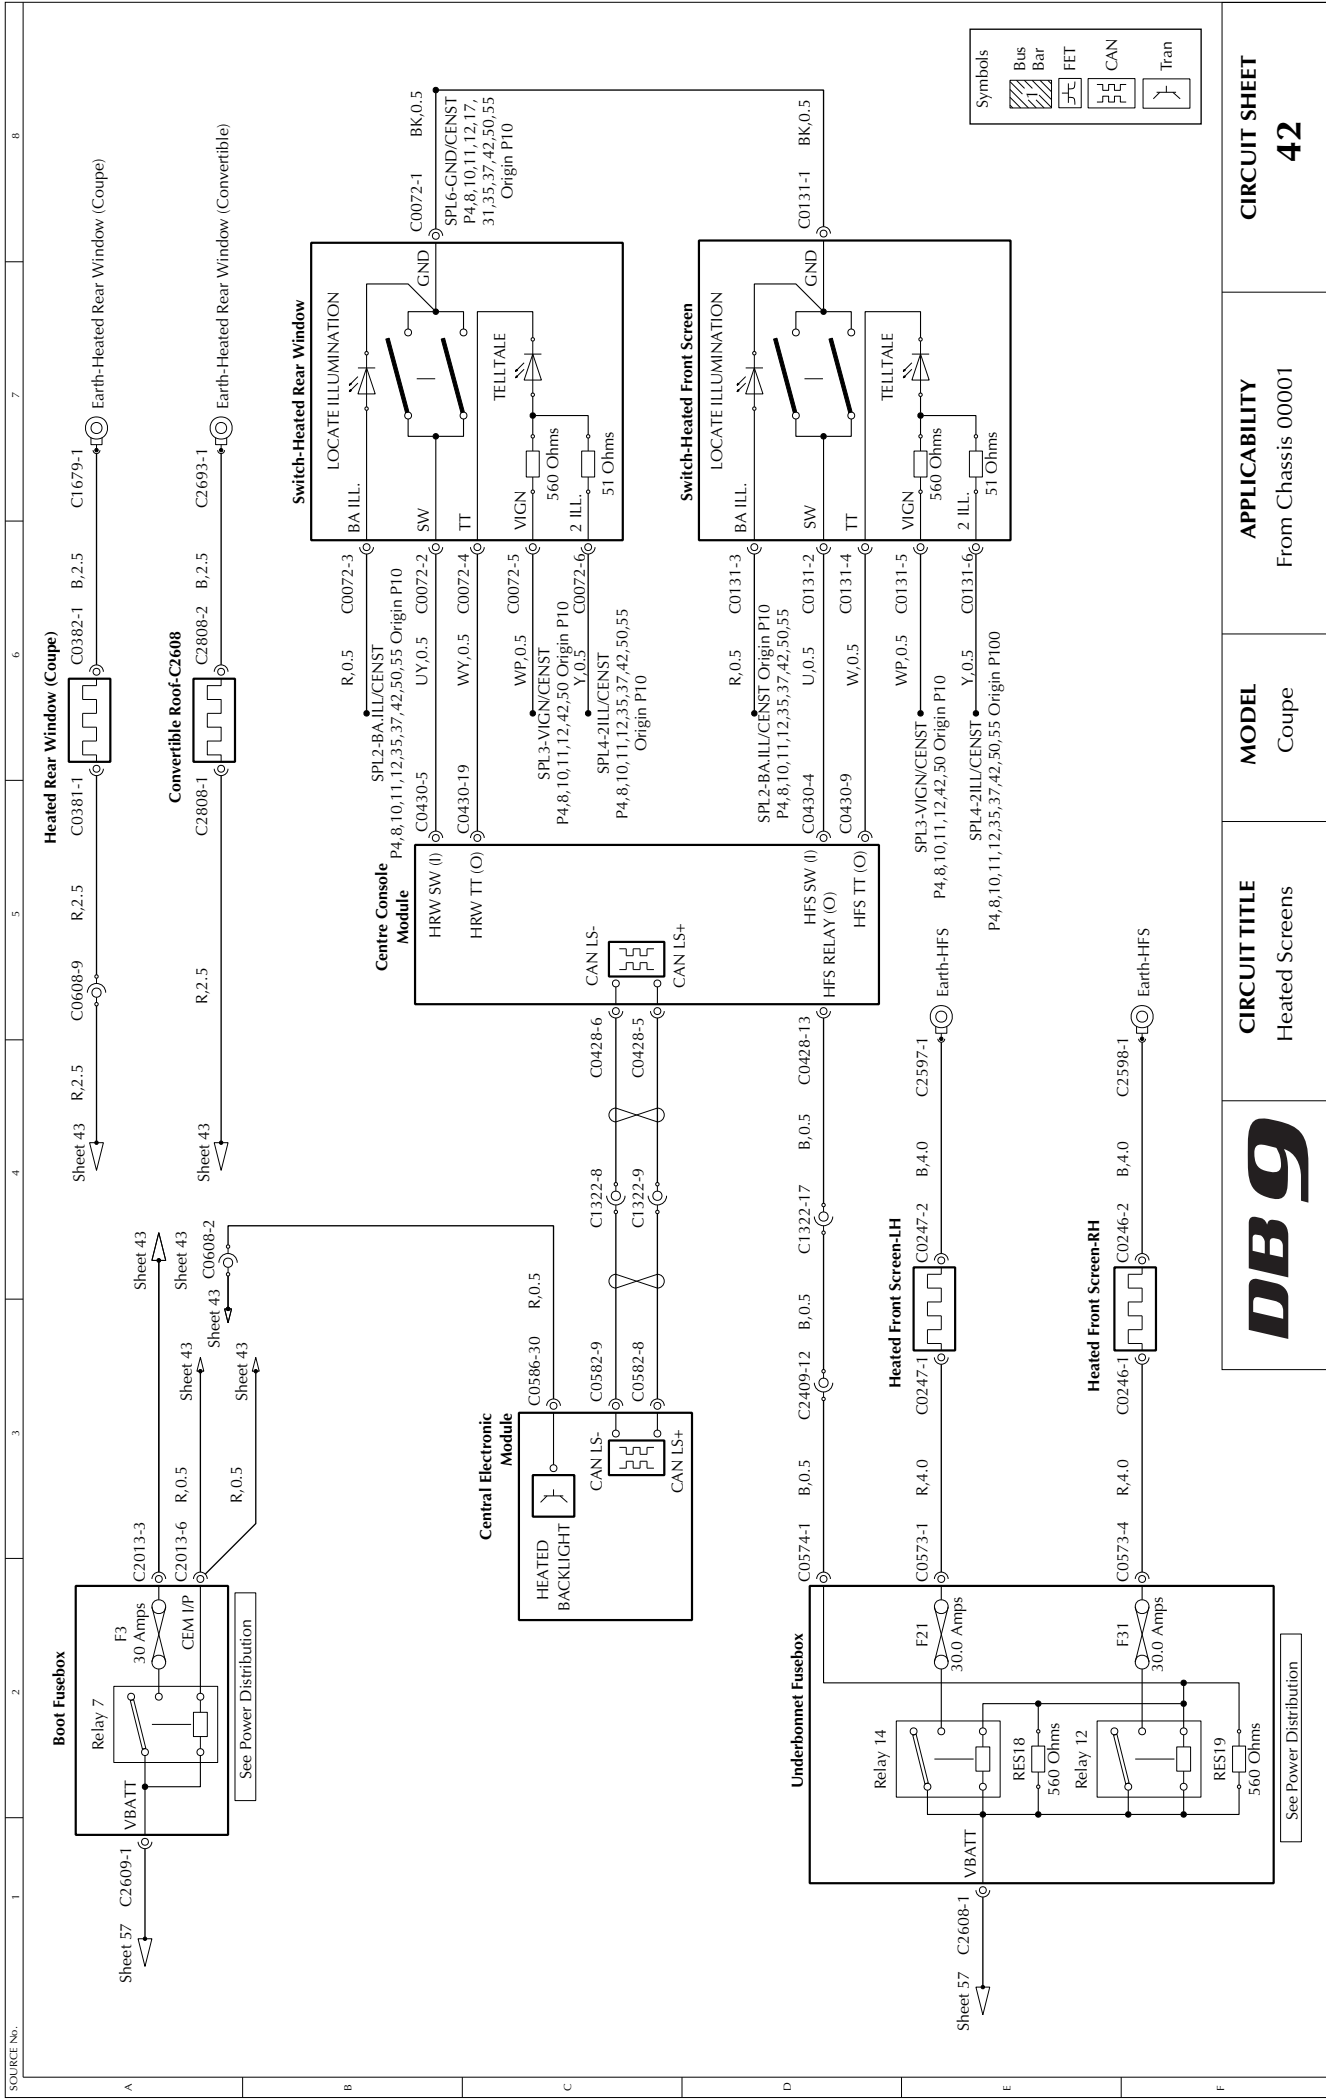 SOURCE No.
1
2
3
4
5
6
7
8
A
B
C
D
E
F
Boot Fusebox
Sheet 57
C2609-1
VBATT
Relay 7
F3
30 Amps
CEM I/P
See Power Distribution
C2013-3
C2013-6
R,0.5
R,0.5
Sheet 43
Sheet 43
Sheet 43
Sheet 43
Sheet 43
C0608-2
Heated Rear Window (Coupe)
Sheet 43
R,2.5
C0608-9
R,2.5
C0381-1
C0382-1
B,2.5
C1679-1
Earth-Heated Rear Window (Coupe)
Convertible Roof-C2608
Sheet 43
R,2.5
C2808-1
C2808-2
B,2.5
C2693-1
Earth-Heated Rear Window (Convertible)
Central Electronic
Module
HEATED
BACKLIGHT
CAN LS-
CAN LS+
C0586-30
R,0.5
C0582-9
C0582-8
C1322-8
C1322-9
C0428-6
C0428-5
Centre Console
Module
CAN LS-
CAN LS+
HRW SW (I)
HRW TT (O)
HFS SW (I)
HFS RELAY (O)
HFS TT (O)
C0430-5
C0430-19
C0430-4
C0430-9
Switch-Heated Rear Window
LOCATE ILLUMINATION
BA ILL.
SW
TT
VIGN
560 Ohms
2 ILL.
51 Ohms
TELLTALE
GND
R,0.5
C0072-3
SPL2-BA.ILL/CENST
P4,8,10,11,12,35,37,42,50,55 Origin P10
UY,0.5
C0072-2
WY,0.5
C0072-4
WP,0.5
C0072-5
SPL3-VIGN/CENST
P4,8,10,11,12,42,50 Origin P10
Y,0.5
C0072-6
SPL4-2ILL/CENST
P4,8,10,11,12,35,37,42,50,55
Origin P10
C0072-1
BK,0.5
SPL6-GND/CENST
P4,8,10,11,12,17,
31,35,37,42,50,55
Origin P10
Switch-Heated Front Screen
LOCATE ILLUMINATION
BA ILL.
SW
TT
VIGN
560 Ohms
2 ILL.
51 Ohms
TELLTALE
GND
R,0.5
C0131-3
SPL2-BA.ILL/CENST Origin P10
P4,8,10,11,12,35,37,42,50,55
U,0.5
C0131-2
W,0.5
C0131-4
WP,0.5
C0131-5
SPL3-VIGN/CENST
P4,8,10,11,12,42,50 Origin P10
Y,0.5
C0131-6
SPL4-2ILL/CENST
P4,8,10,11,12,35,37,42,50,55 Origin P100
C0131-1
BK,0.5
Underbonnet Fusebox
Sheet 57
C2608-1
VBATT
Relay 14
RES18
560 Ohms
Relay 12
RES19
560 Ohms
F21
30.0 Amps
F31
30.0 Amps
See Power Distribution
C0574-1
B,0.5
C2409-12
B,0.5
C1322-17
B,0.5
C0428-13
Heated Front Screen-LH
C0573-1
R,4.0
C0247-1
C0247-2
B,4.0
C2597-1
Earth-HFS
Heated Front Screen-RH
C0573-4
R,4.0
C0246-1
C0246-2
B,4.0
C2598-1
Earth-HFS
Symbols
1
Bus
Bar
FET
CAN
Tran
DB9
CIRCUIT TITLE
Heated Screens
MODEL
Coupe
APPLICABILITY
From Chassis 00001
CIRCUIT SHEET
42